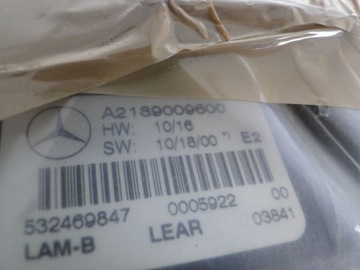 A2189009600
HW: 10/16
SW: 10/18/00 E2
532469847 0005922 00
LAM-B LEAR 03841